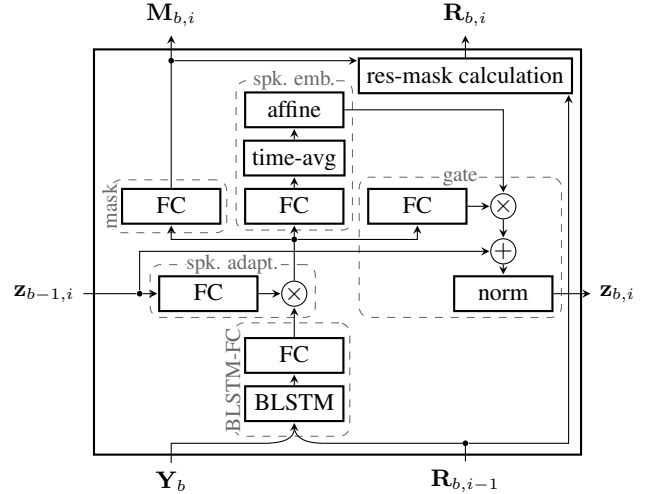 M_{b,i} R_{b,i}
res-mask calculation
spk. emb.
affine
time-avg
gate
mask
FC FC FC
×
+
spk. adapt.
z_{b−1,i} FC × norm z_{b,i}
BLSTM-FC
FC
BLSTM
Y_b R_{b,i−1}